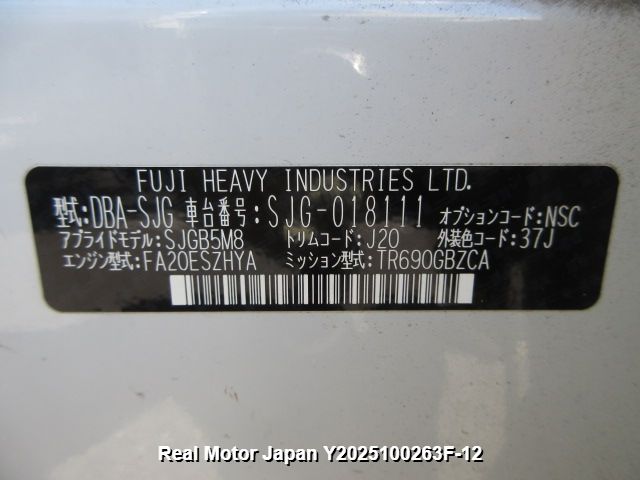 FUJI HEAVY INDUSTRIES LTD.
型式:DBA-SJG 車台番号:SJG-018111 オプションコード:NSC
アプライドモデル:SJGB5M8 トリムコード:J20 外装色コード:37J
エンジン型式:FA20ESZHYA ミッション型式:TR690GBZCA
Real Motor Japan Y2025100263F-12